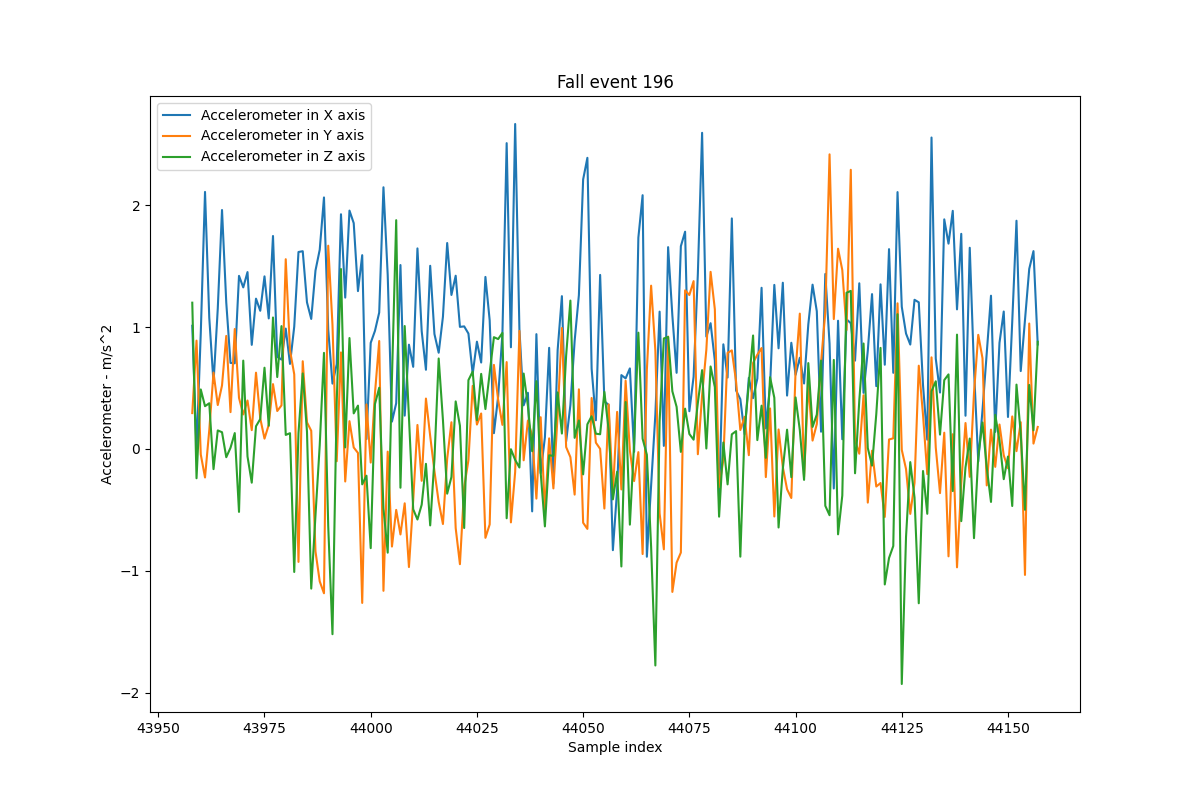 Fall event 196
Accelerometer in X axis
Accelerometer in Y axis
Accelerometer in Z axis
Accelerometer - m/s^2
2
1
0
−1
−2
43950 43975 44000 44025 44050 44075 44100 44125 44150
Sample index